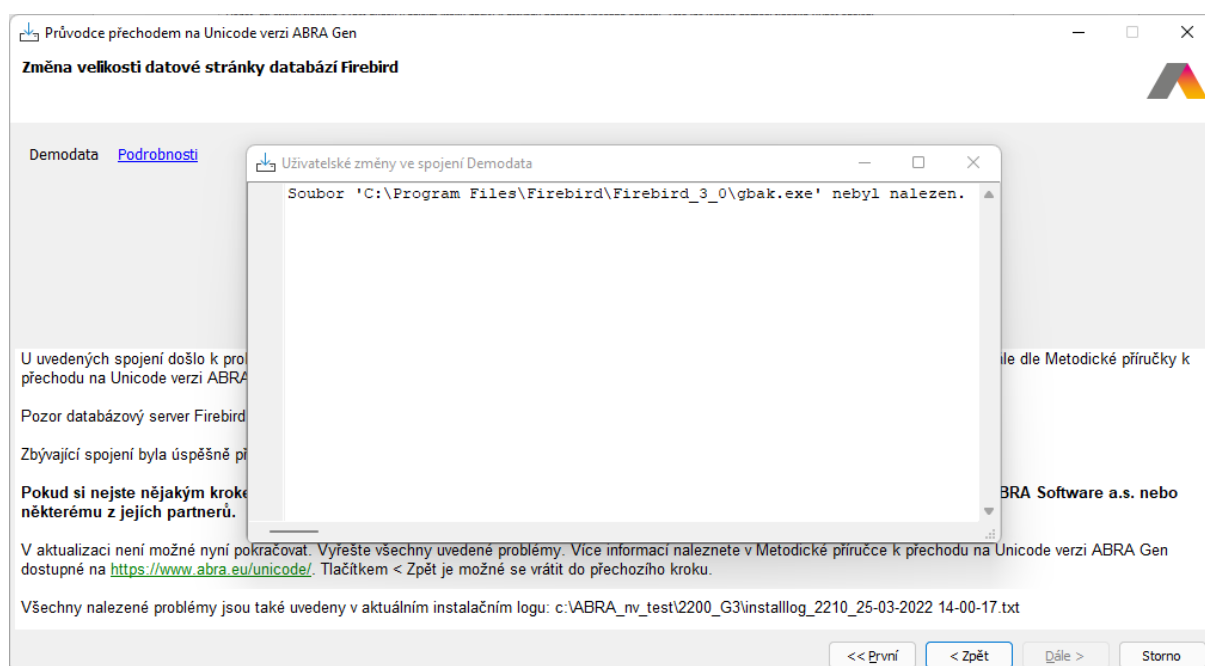 Průvodce přechodem na Unicode verzi ABRA Gen
Změna velikosti datové stránky databází Firebird
Demodata Podrobnosti
Uživatelské změny ve spojení Demodata
Soubor 'C:\Program Files\Firebird\Firebird_3_0\gbak.exe' nebyl nalezen.
U uvedených spojení došlo k dle Metodické příručky k
přechodu na Unicode verzi ABRA
Pozor databázový server Firebird
Zbývající spojení byla úspěšně
Pokud si nejste nějakým ABRA Software a.s. nebo
některému z jejích partnerů.
V aktualizaci není možné nyní pokračovat. Vyřešte všechny uvedené problémy. Více informací naleznete v Metodické příručce k přechodu na Unicode verzi ABRA Gen
dostupné na https://www.abra.eu/unicode/. Tlačítkem < Zpět je možné se vrátit do přechozího kroku.
Všechny nalezené problémy jsou také uvedeny v aktuálním instalačním logu: c:\ABRA_nv_test\2200_G3\installlog_2210_25-03-2022 14-00-17.txt
<< První < Zpět Dále > Storno